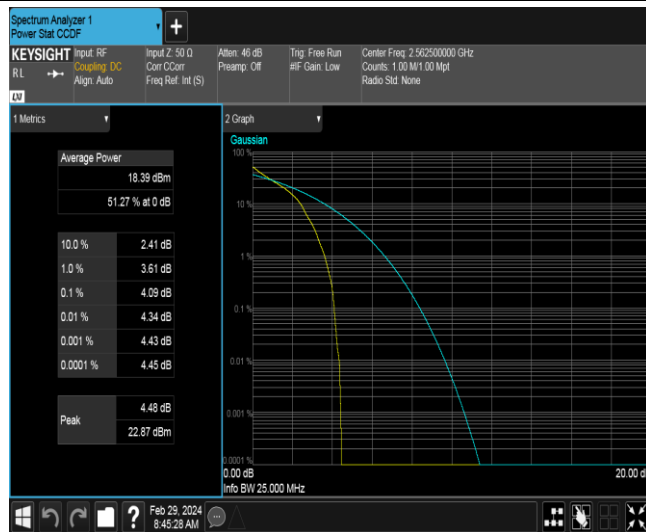 Spectrum Analyzer 1
Power Stat CCDF
+
KEYSIGHT
RL
Input: RF
Coupling: DC
Align: Auto
Input Z: 50 Ω
Corr CCorr
Freq Ref: Int (S)
Atten: 46 dB
Preamp: Off
Trig: Free Run
#IF Gain: Low
Center Freq: 2.562500000 GHz
Counts: 1.00 M/1.00 Mpt
Radio Std: None
1 Metrics
Average Power
18.39 dBm
51.27 % at 0 dB
10.0 % 2.41 dB
1.0 % 3.61 dB
0.1 % 4.09 dB
0.01 % 4.34 dB
0.001 % 4.43 dB
0.0001 % 4.45 dB
Peak
4.48 dB
22.87 dBm
2 Graph
Gaussian
100 %
10 %
1 %
0.1 %
0.01 %
0.001 %
0.0001 %
0.00 dB
20.00 d
Info BW 25.000 MHz
?
Feb 29, 2024
8:45:28 AM